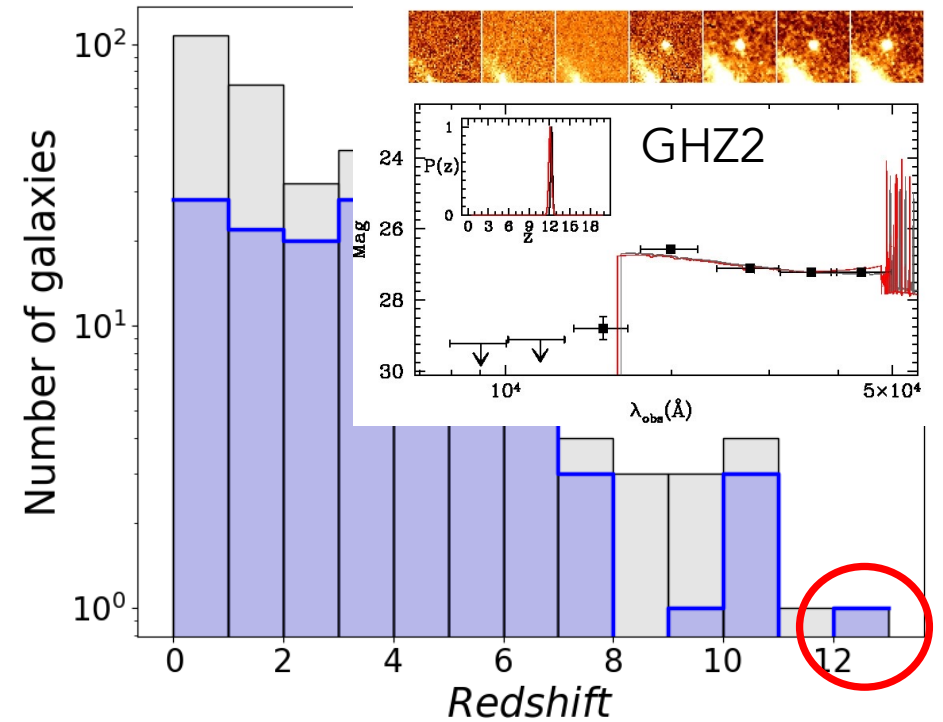 Number of galaxies
10²
10¹
10⁰
0 2 4 6 8 10 12
Redshift
GHZ2
P(z)
1
0
0 3 6 9 12 15 18
z
Mag
24
26
28
30
10⁴
5×10⁴
λobs(Å)